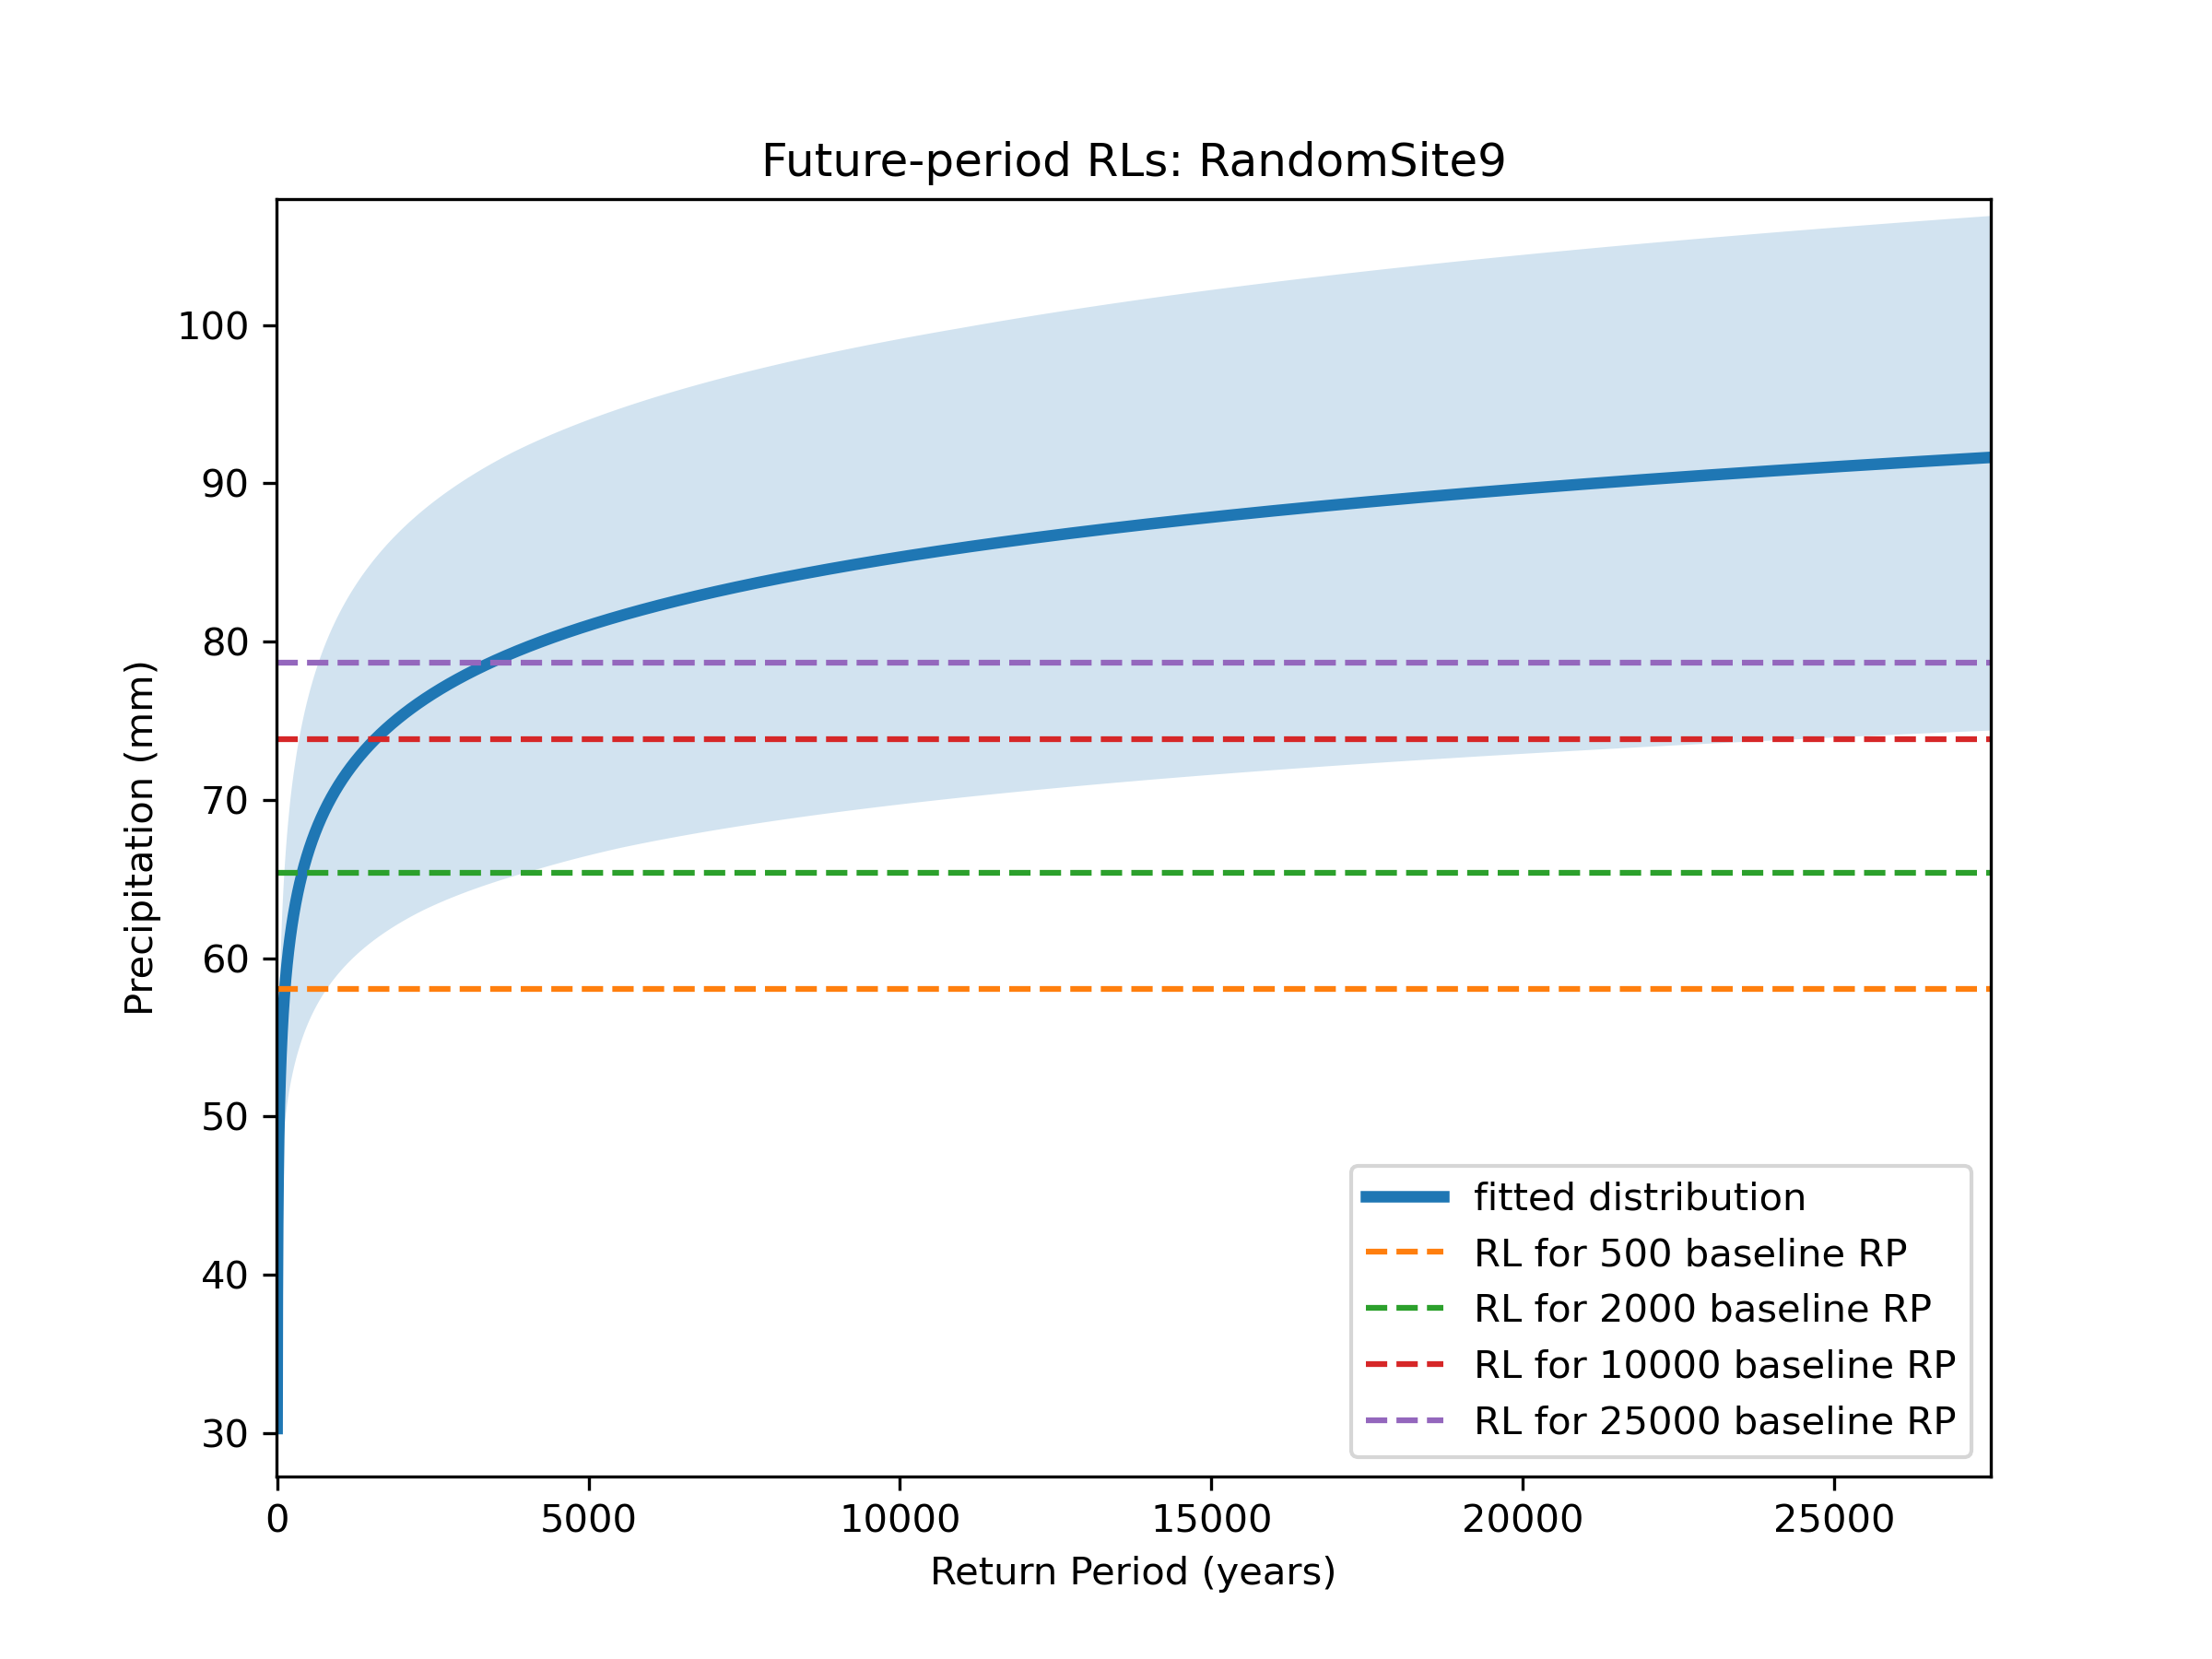 Future-period RLs: RandomSite9
Precipitation (mm)
100
90
80
70
60
50
40
30
fitted distribution
RL for 500 baseline RP
RL for 2000 baseline RP
RL for 10000 baseline RP
RL for 25000 baseline RP
0 5000 10000 15000 20000 25000
Return Period (years)